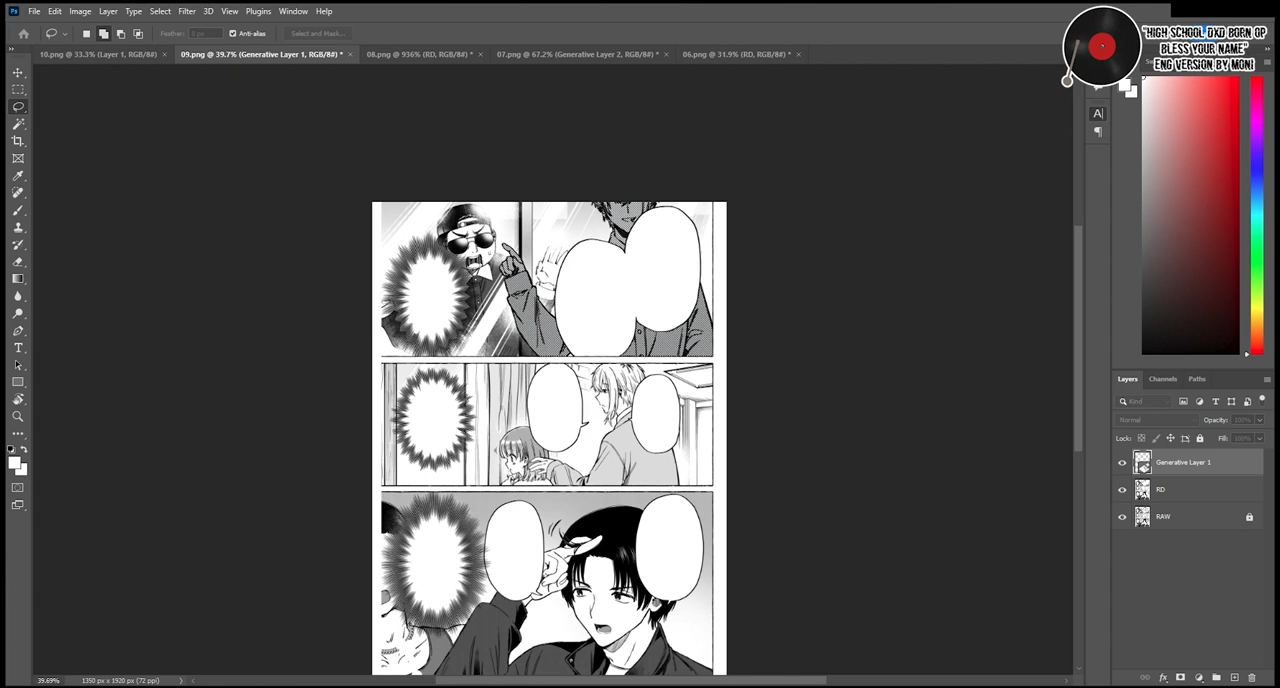 Ps File Edit Image Layer Type Select Filter 3D View Plugins Window Help
Feather: 0 px Anti-alias Select and Mask...
10.png @ 33.3% (Layer 1, RGB/8#) × 09.png @ 39.7% (Generative Layer 1, RGB/8#) * × 08.png @ 936% (RD, RGB/8#) * × 07.png @ 67.2% (Generative Layer 2, RGB/8#) * × 06.png @ 31.9% (RD, RGB/8#) * ×
"HIGH SCHOOL DXD BORN OP
BLESS YOUR NAME"
ENG VERSION BY MONI
Layers Channels Paths
Kind
Normal Opacity: 100%
Lock: Fill: 100%
Generative Layer 1
RD
RAW
39.69% 1350 px x 1920 px (72 ppi)